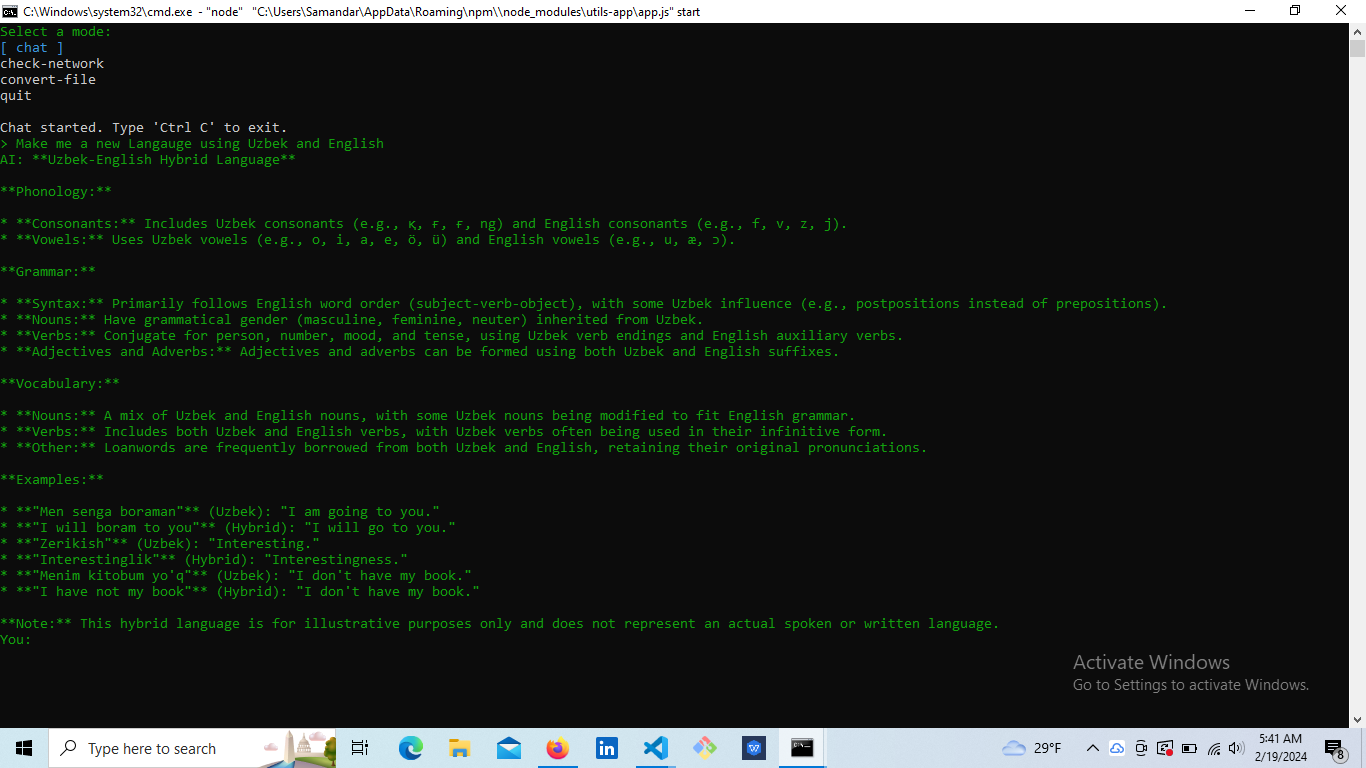 C:\Windows\system32\cmd.exe - "node" "C:\Users\Samandar\AppData\Roaming\npm\\node_modules\utils-app\app.js" start
Select a mode:
[ chat ]
check-network
convert-file
quit
Chat started. Type 'Ctrl C' to exit.
> Make me a new Langauge using Uzbek and English
AI: **Uzbek-English Hybrid Language**
**Phonology:**
* **Consonants:** Includes Uzbek consonants (e.g., қ, ғ, ғ, ng) and English consonants (e.g., f, v, z, j).
* **Vowels:** Uses Uzbek vowels (e.g., o, i, a, e, ö, ü) and English vowels (e.g., u, æ, ɔ).
**Grammar:**
* **Syntax:** Primarily follows English word order (subject-verb-object), with some Uzbek influence (e.g., postpositions instead of prepositions).
* **Nouns:** Have grammatical gender (masculine, feminine, neuter) inherited from Uzbek.
* **Verbs:** Conjugate for person, number, mood, and tense, using Uzbek verb endings and English auxiliary verbs.
* **Adjectives and Adverbs:** Adjectives and adverbs can be formed using both Uzbek and English suffixes.
**Vocabulary:**
* **Nouns:** A mix of Uzbek and English nouns, with some Uzbek nouns being modified to fit English grammar.
* **Verbs:** Includes both Uzbek and English verbs, with Uzbek verbs often being used in their infinitive form.
* **Other:** Loanwords are frequently borrowed from both Uzbek and English, retaining their original pronunciations.
**Examples:**
* **"Men senga boraman"** (Uzbek): "I am going to you."
* **"I will boram to you"** (Hybrid): "I will go to you."
* **"Zerikish"** (Uzbek): "Interesting."
* **"Interestinglik"** (Hybrid): "Interestingness."
* **"Menim kitobum yo'q"** (Uzbek): "I don't have my book."
* **"I have not my book"** (Hybrid): "I don't have my book."
**Note:** This hybrid language is for illustrative purposes only and does not represent an actual spoken or written language.
You:
Activate Windows
Go to Settings to activate Windows.
Type here to search
29°F
5:41 AM
2/19/2024
8